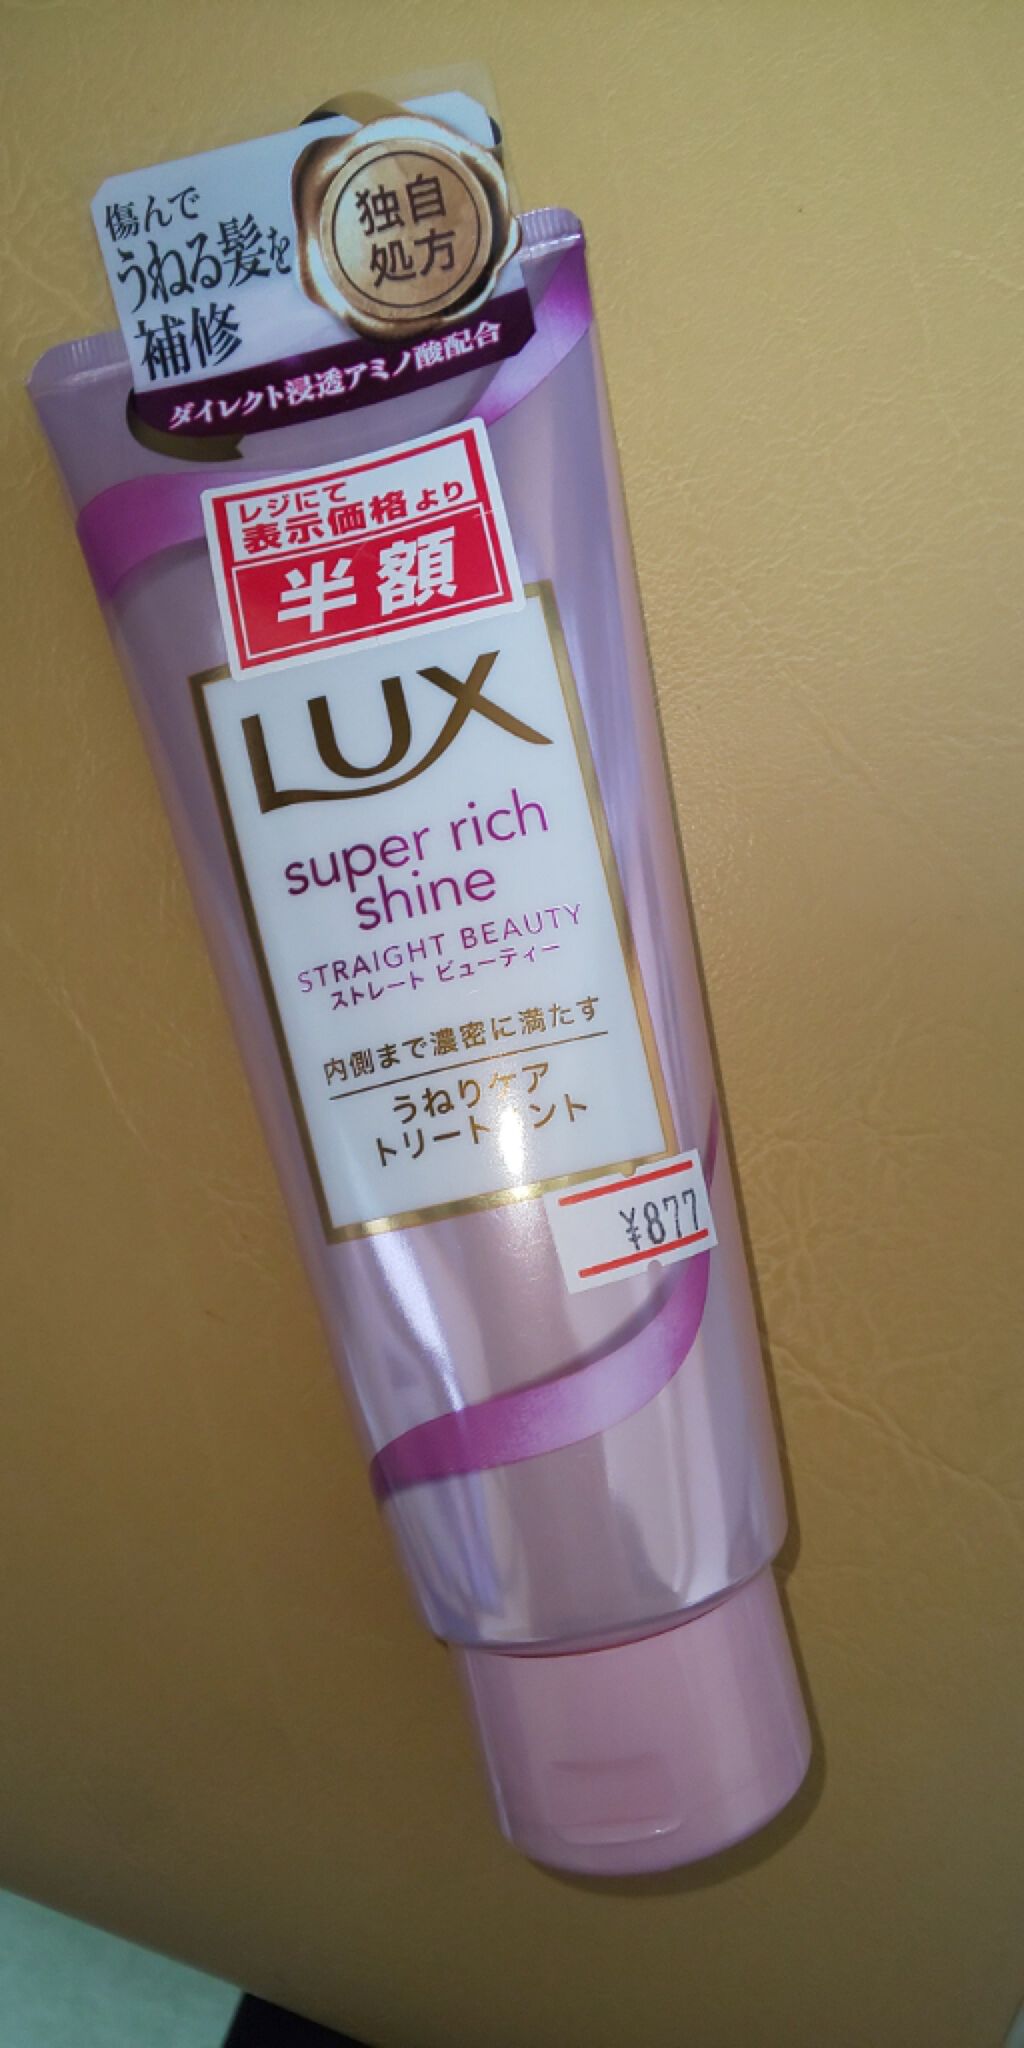 傷んで
うねる髪を
補修
独自
処方
ダイレクト浸透アミノ酸配合
レジにて
表示価格より
半額
LUX
super rich
shine
STRAIGHT BEAUTY
ストレート ビューティー
内側まで濃密に満たす
うねりケア
トリートメント
¥877